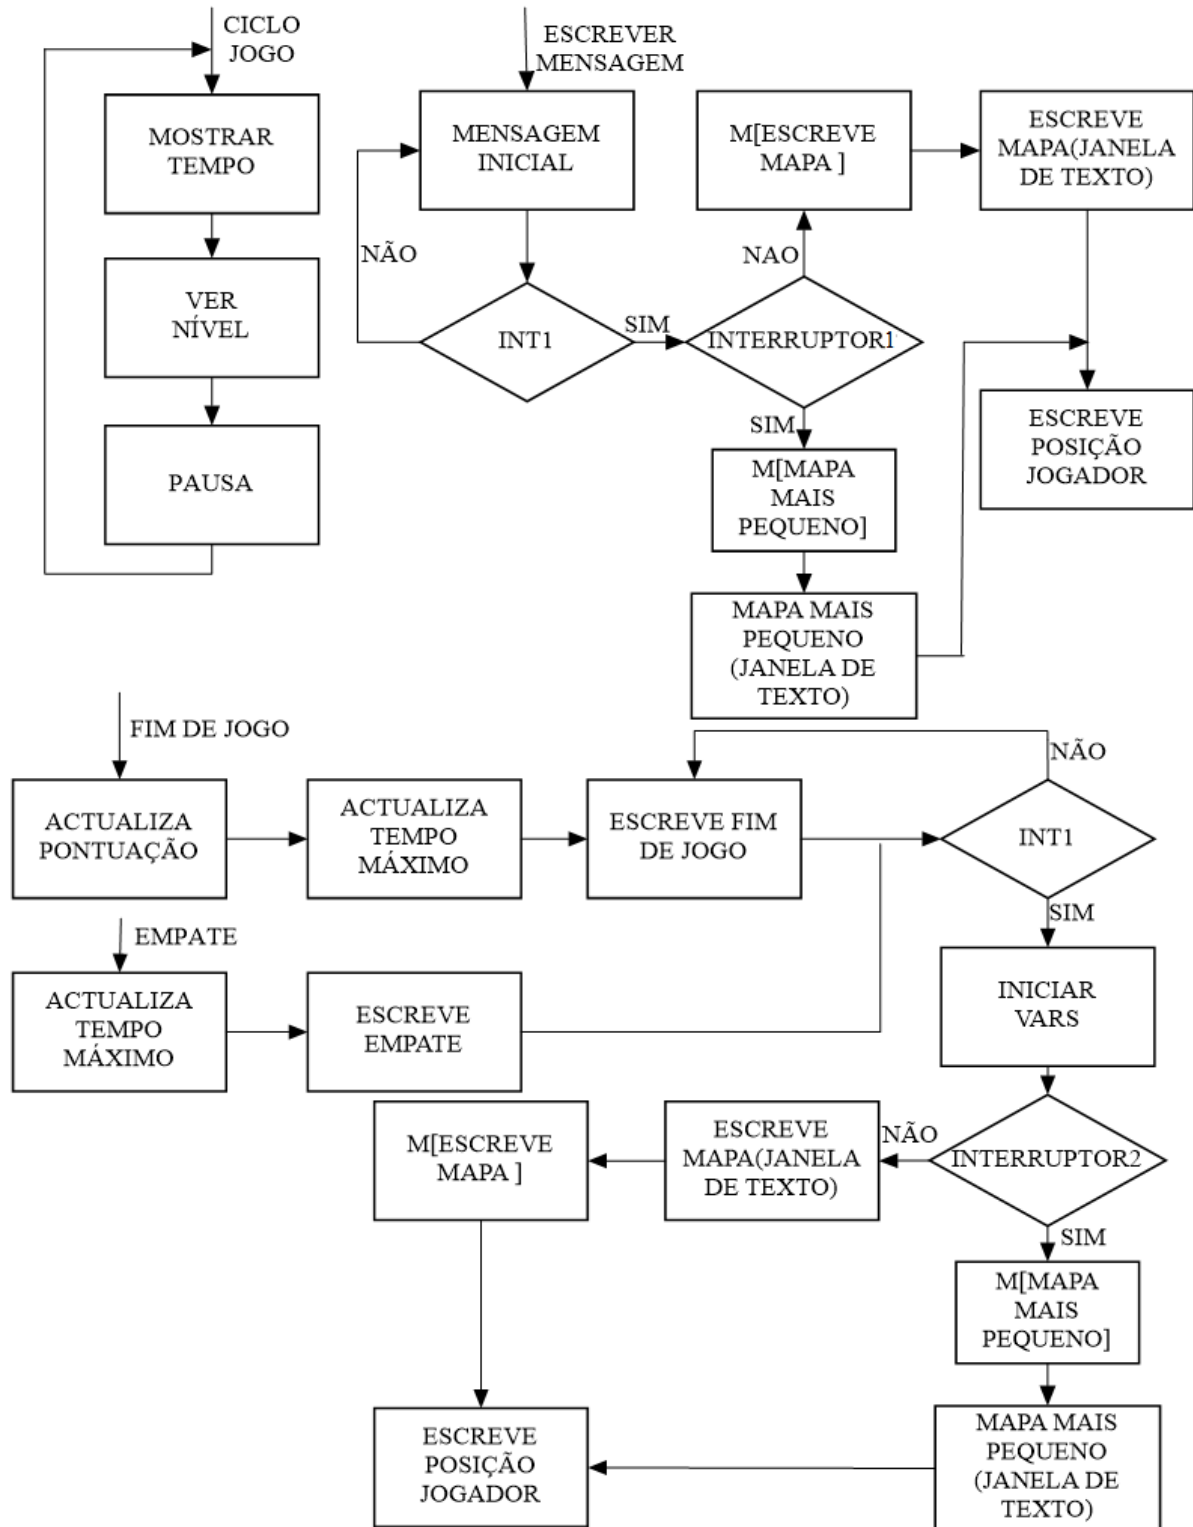 CICLO
JOGO
MOSTRAR
TEMPO
VER
NÍVEL
PAUSA
ESCREVER
MENSAGEM
MENSAGEM
INICIAL
NÃO
INT1
SIM
INTERRUPTOR1
NAO
M[ESCREVE
MAPA ]
ESCREVE
MAPA(JANELA
DE TEXTO)
SIM
M[MAPA
MAIS
PEQUENO]
MAPA MAIS
PEQUENO
(JANELA DE
TEXTO)
ESCREVE
POSIÇÃO
JOGADOR
FIM DE JOGO
ACTUALIZA
PONTUAÇÃO
ACTUALIZA
TEMPO
MÁXIMO
ESCREVE FIM
DE JOGO
NÃO
INT1
SIM
EMPATE
ACTUALIZA
TEMPO
MÁXIMO
ESCREVE
EMPATE
INICIAR
VARS
INTERRUPTOR2
NÃO
ESCREVE
MAPA(JANELA
DE TEXTO)
M[ESCREVE
MAPA ]
SIM
M[MAPA
MAIS
PEQUENO]
MAPA MAIS
PEQUENO
(JANELA DE
TEXTO)
ESCREVE
POSIÇÃO
JOGADOR